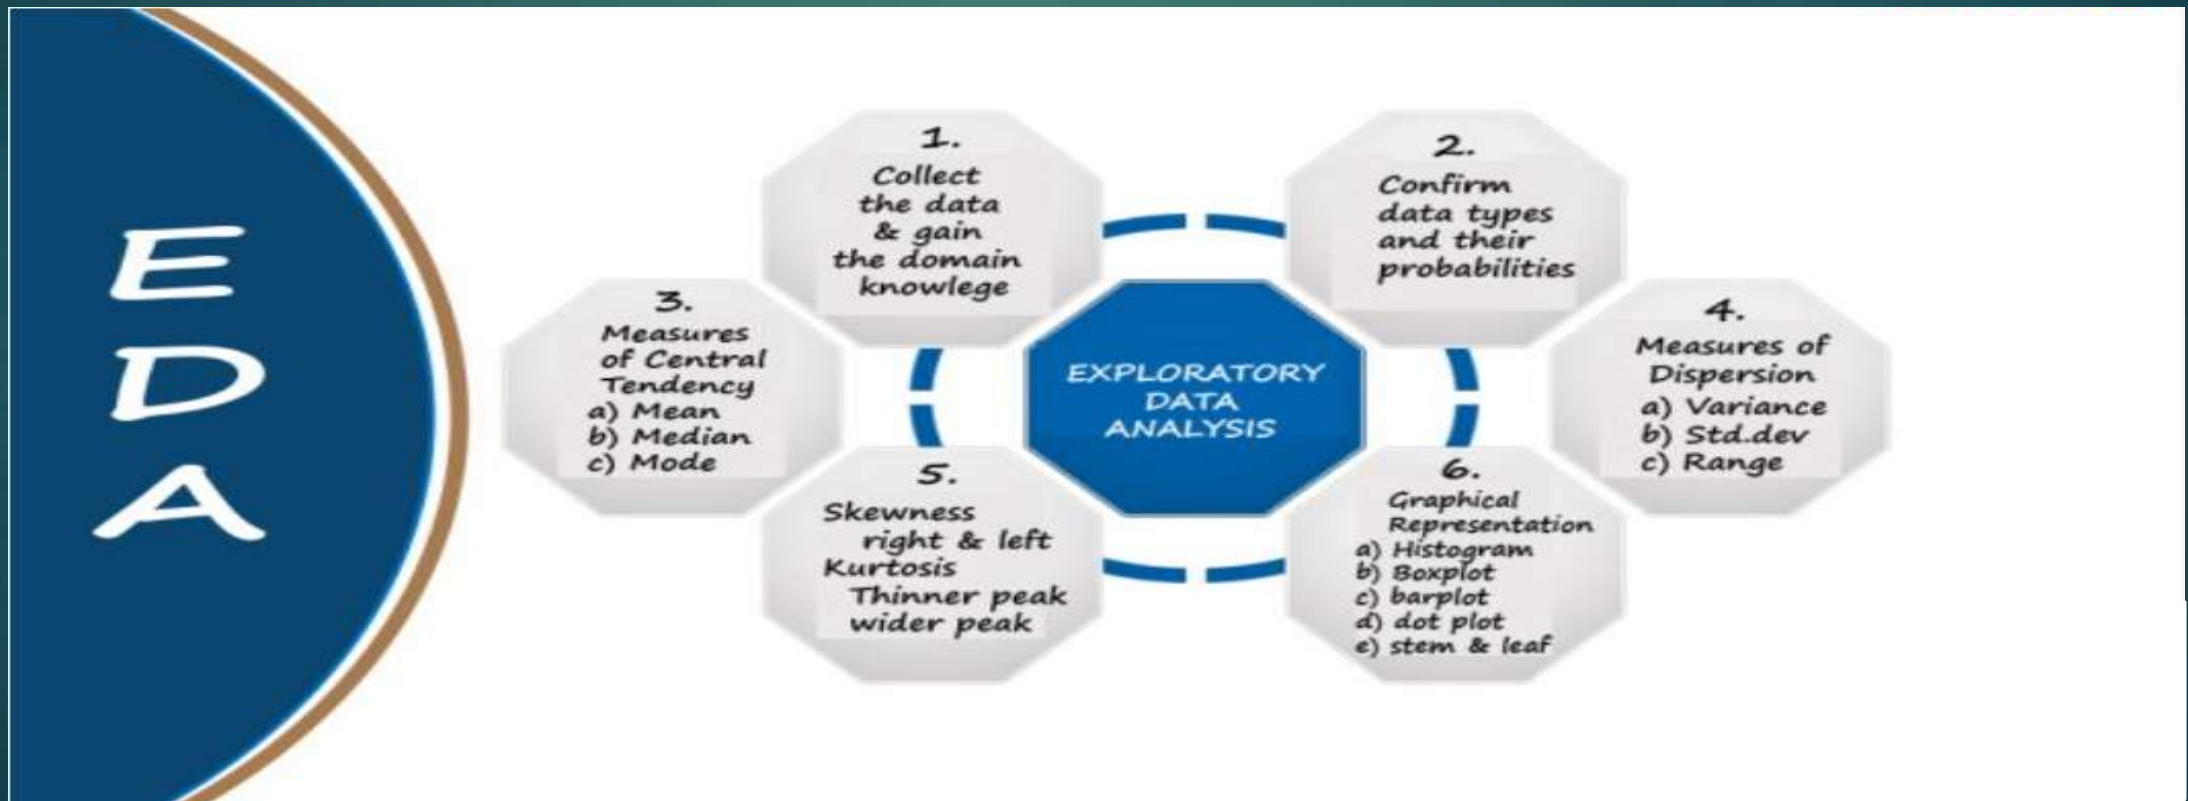 E
D
A
1.
Collect
the data
& gain
the domain
knowlege
2.
Confirm
data types
and their
probabilities
3.
Measures
of Central
Tendency
a) Mean
b) Median
c) Mode
EXPLORATORY
DATA
ANALYSIS
4.
Measures of
Dispersion
a) Variance
b) Std.dev
c) Range
5.
Skewness
right & left
Kurtosis
Thinner peak
wider peak
6.
Graphical
Representation
a) Histogram
b) Boxplot
c) barplot
d) dot plot
e) stem & leaf